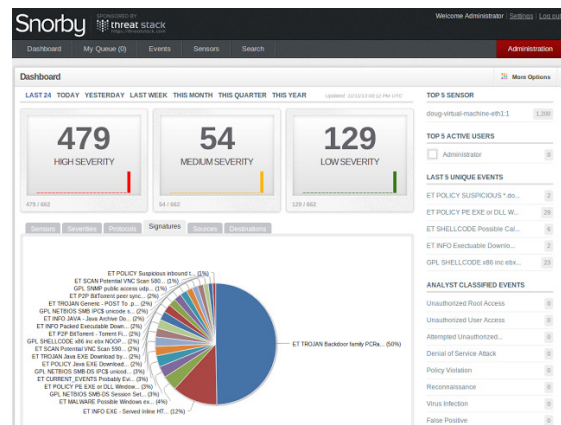 Snorby
SPONSORED BY
threat stack
https://threatstack.com
Welcome Administrator | Settings | Log out
Dashboard My Queue (0) Events Sensors Search Administration
Dashboard
More Options
LAST 24 TODAY YESTERDAY LAST WEEK THIS MONTH THIS QUARTER THIS YEAR
479
HIGH SEVERITY
479 / 662
54
MEDIUM SEVERITY
54 / 662
129
LOW SEVERITY
129 / 662
Sensors Severities Protocols Signatures Sources Destinations
ET POLICY Suspicious inbound t... (1%)
ET SCAN Potential VNC Scan 580... (1%)
GPL SNMP public access udp... (1%)
ET P2P BitTorrent peer sync... (2%)
ET TROJAN Generic - POST To .p... (2%)
GPL NETBIOS SMB IPC$ unicode s... (2%)
ET INFO JAVA - Java Archive Do... (2%)
ET INFO Packed Executable Down... (2%)
ET P2P BitTorrent - Torrent Fi... (2%)
GPL SHELLCODE x86 inc ebx NOOP... (2%)
ET SCAN Potential VNC Scan 590... (2%)
ET TROJAN Java EXE Download by... (2%)
ET POLICY Java EXE Download... (2%)
GPL NETBIOS SMB-DS IPC$ unicod... (3%)
ET CURRENT_EVENTS Probably Evi... (3%)
ET POLICY PE EXE or DLL Window... (3%)
GPL NETBIOS SMB-DS Session Set... (3%)
ET MALWARE Possible Windows ex... (4%)
ET INFO EXE - Served Inline HT... (12%)
ET TROJAN Backdoor family PCRa... (50%)
TOP 5 SENSOR
doug-virtual-machine-eth1:1 1,200
TOP 5 ACTIVE USERS
Administrator 0
LAST 5 UNIQUE EVENTS
ET POLICY SUSPICIOUS *.do... 2
ET POLICY PE EXE or DLL W... 29
ET SHELLCODE Possible Cal... 6
ET INFO Exectuable Downlo... 2
GPL SHELLCODE x86 inc ebx... 23
ANALYST CLASSIFIED EVENTS
Unauthorized Root Access 0
Unauthorized User Access 0
Attempted Unauthorized... 0
Denial of Service Attack 0
Policy Violation 0
Reconnaissance 0
Virus Infection 0
False Positive 0